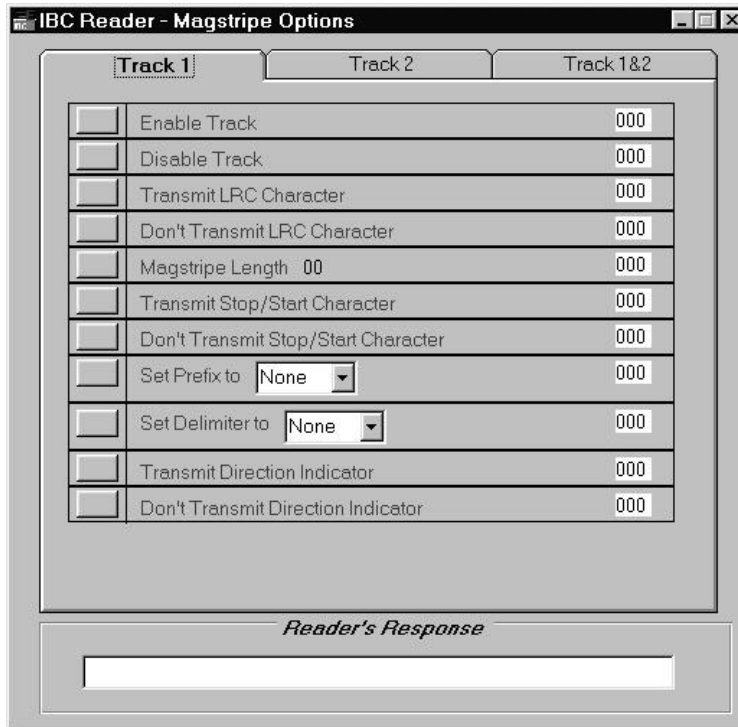 IBC Reader - Magstripe Options
Track 1 Track 2 Track 1&2
Enable Track 000
Disable Track 000
Transmit LRC Character 000
Don't Transmit LRC Character 000
Magstripe Length 00 000
Transmit Stop/Start Character 000
Don't Transmit Stop/Start Character 000
Set Prefix to None 000
Set Delimiter to None 000
Transmit Direction Indicator 000
Don't Transmit Direction Indicator 000
Reader's Response